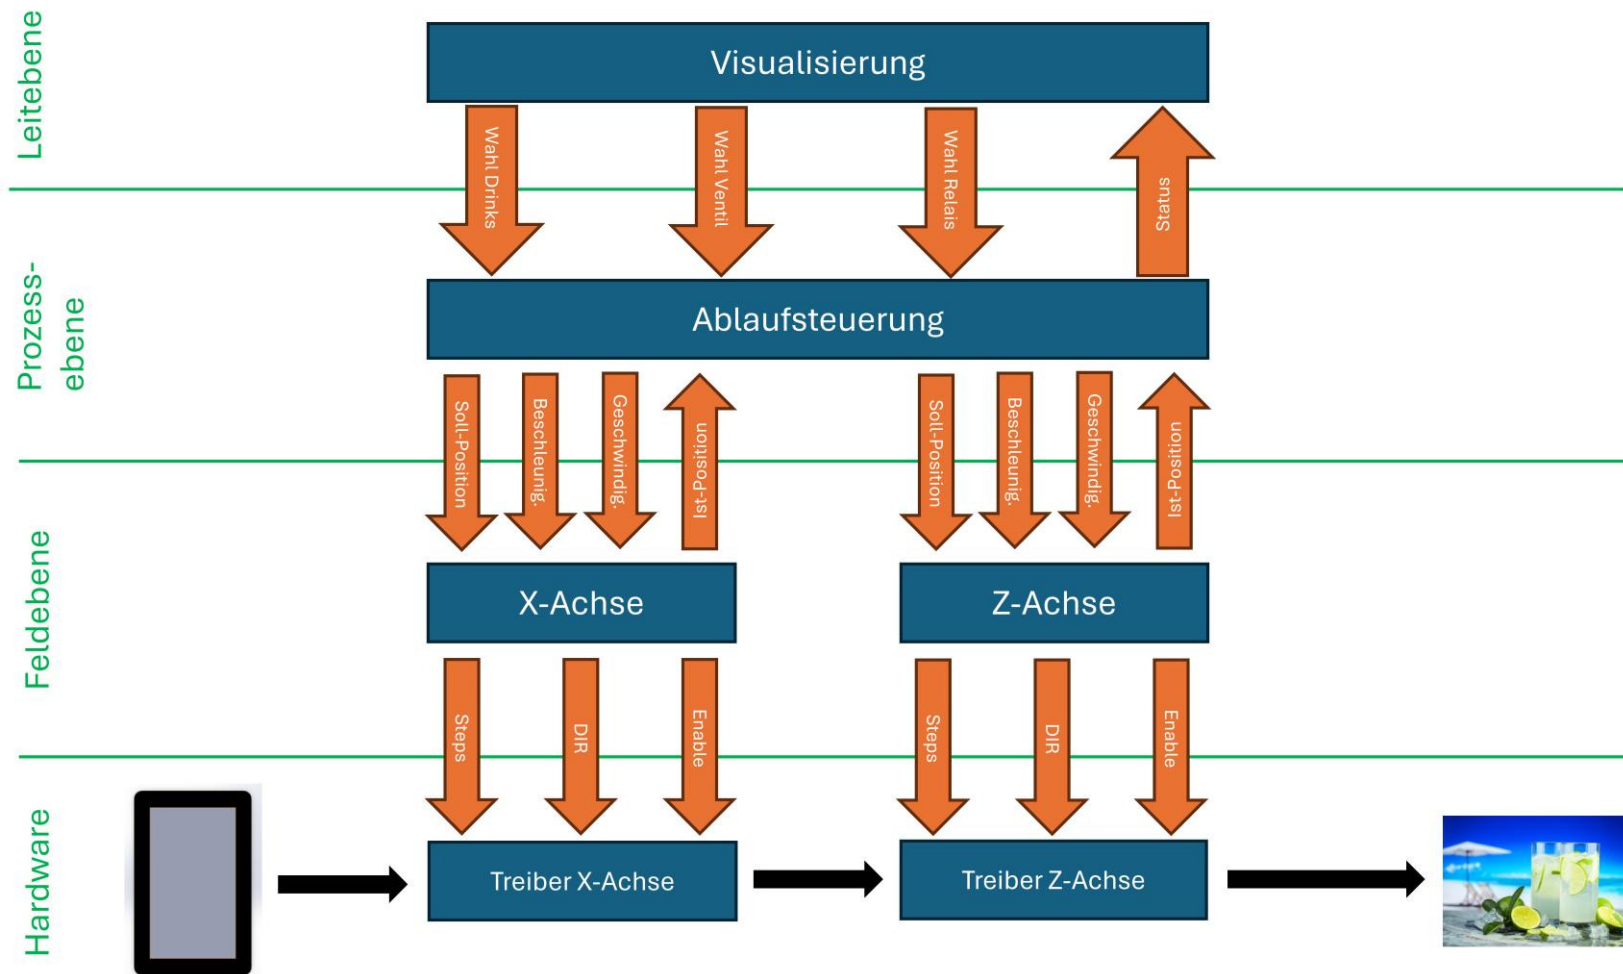 Leitebene
Visualisierung
Wahl Drinks
Wahl Ventil
Wahl Relais
Status
Prozess-
ebene
Ablaufsteuerung
Soll-Position
Beschleunig.
Geschwindig.
Ist-Position
Soll-Position
Beschleunig.
Geschwindig.
Ist-Position
Feldebene
X-Achse
Z-Achse
Steps
DIR
Enable
Steps
DIR
Enable
Hardware
Treiber X-Achse
Treiber Z-Achse